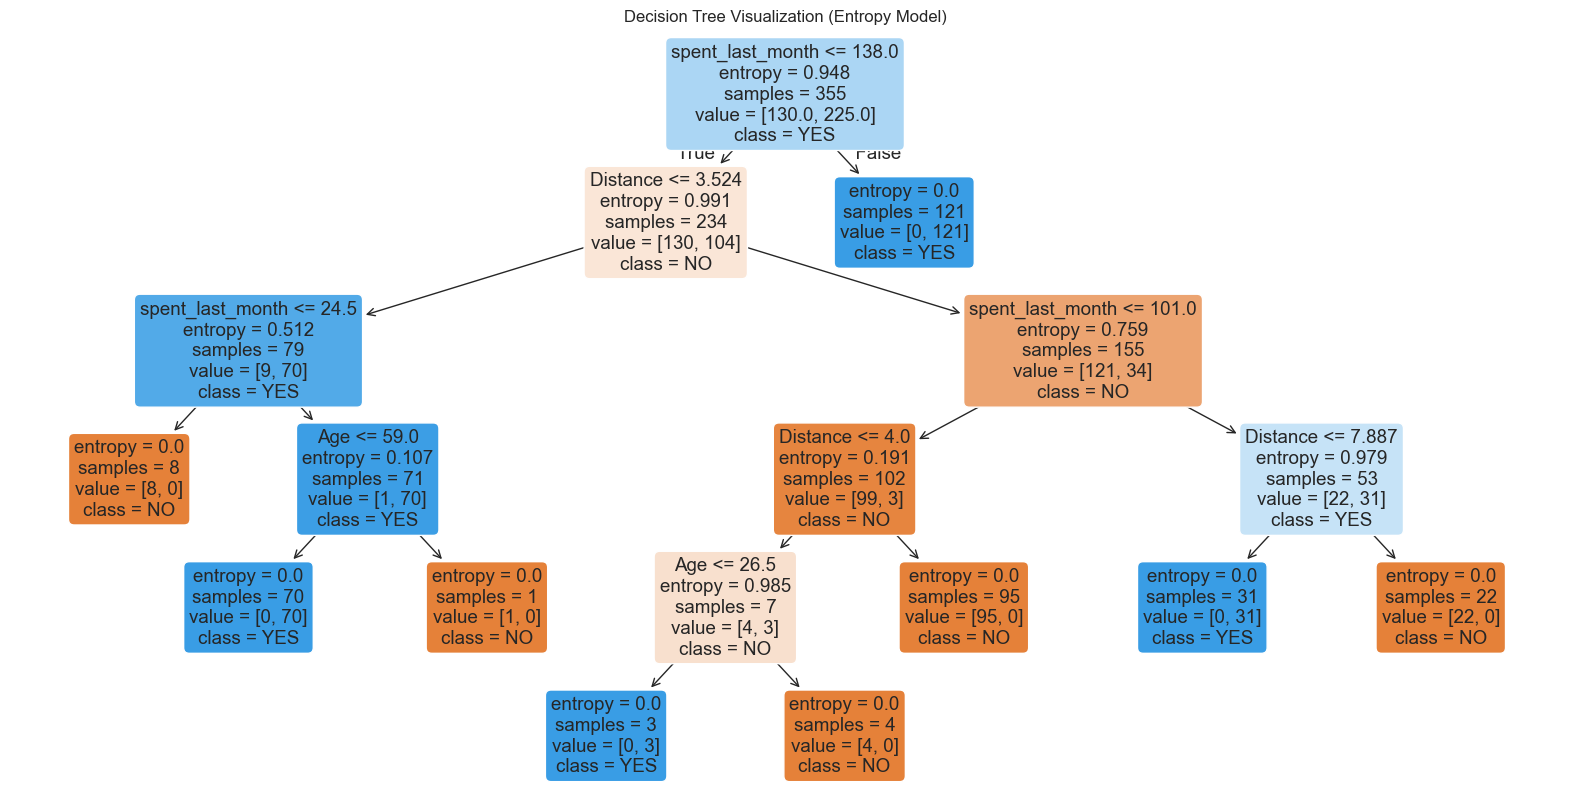 Decision Tree Visualization (Entropy Model)
spent_last_month <= 138.0
entropy = 0.948
samples = 355
value = [130.0, 225.0]
class = YES
True
False
Distance <= 3.524
entropy = 0.991
samples = 234
value = [130, 104]
class = NO
entropy = 0.0
samples = 121
value = [0, 121]
class = YES
spent_last_month <= 24.5
entropy = 0.512
samples = 79
value = [9, 70]
class = YES
spent_last_month <= 101.0
entropy = 0.759
samples = 155
value = [121, 34]
class = NO
entropy = 0.0
samples = 8
value = [8, 0]
class = NO
Age <= 59.0
entropy = 0.107
samples = 71
value = [1, 70]
class = YES
Distance <= 4.0
entropy = 0.191
samples = 102
value = [99, 3]
class = NO
Distance <= 7.887
entropy = 0.979
samples = 53
value = [22, 31]
class = YES
entropy = 0.0
samples = 70
value = [0, 70]
class = YES
entropy = 0.0
samples = 1
value = [1, 0]
class = NO
Age <= 26.5
entropy = 0.985
samples = 7
value = [4, 3]
class = NO
entropy = 0.0
samples = 95
value = [95, 0]
class = NO
entropy = 0.0
samples = 31
value = [0, 31]
class = YES
entropy = 0.0
samples = 22
value = [22, 0]
class = NO
entropy = 0.0
samples = 3
value = [0, 3]
class = YES
entropy = 0.0
samples = 4
value = [4, 0]
class = NO